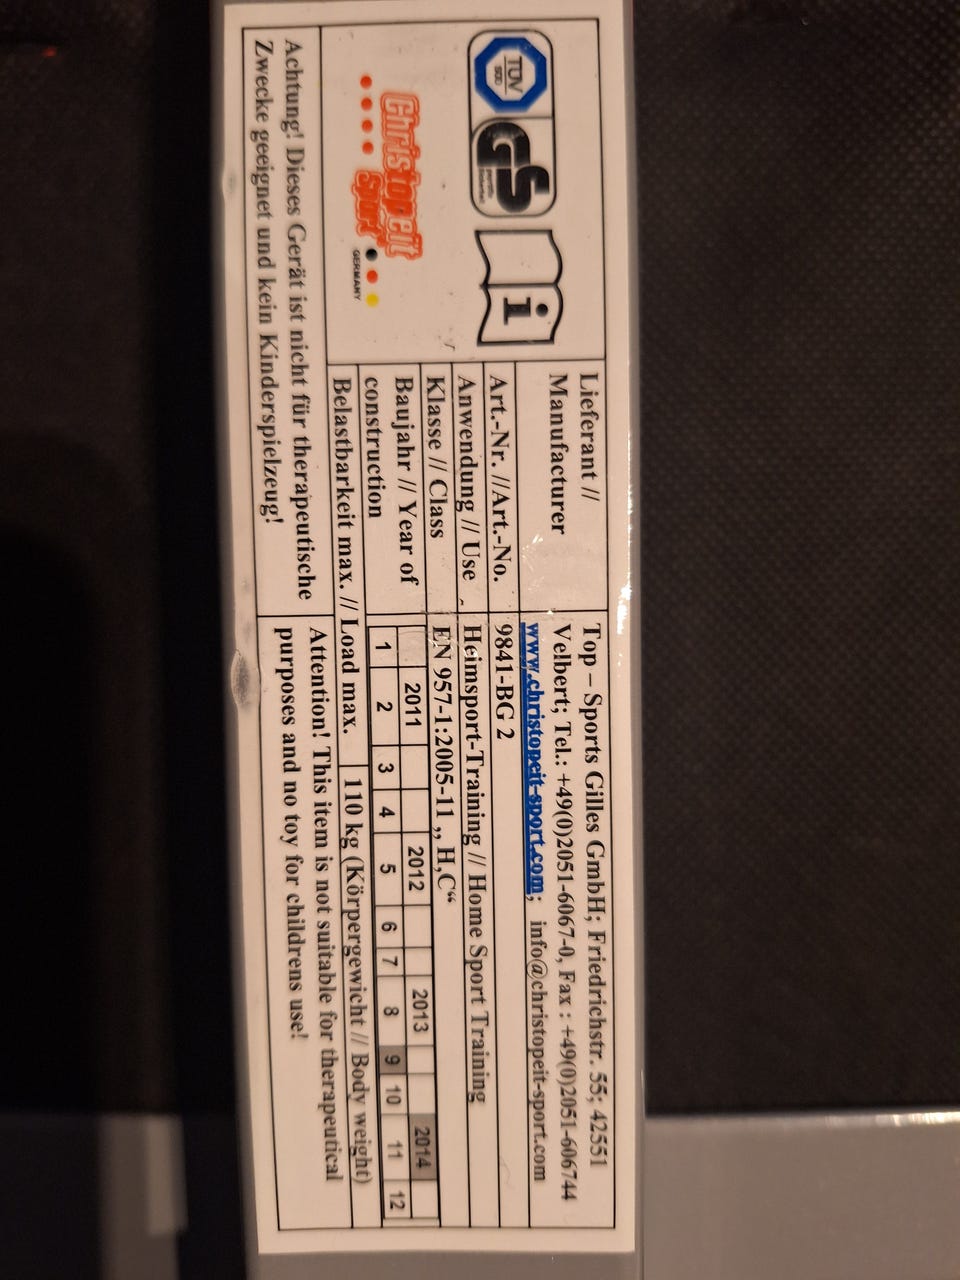 TÜV
SÜD
GS
i
Christopeit
Sport
GERMANY
Lieferant //
Manufacturer
Top – Sports Gilles GmbH; Friedrichstr. 55; 42551
Velbert; Tel.: +49(0)2051-6067-0, Fax : +49(0)2051-606744
www.christopeit-sport.com; info@christopeit-sport.com
Art.-Nr. //Art.-No.
9841-BG 2
Anwendung // Use
Heimsport-Training // Home Sport Training
Klasse // Class
EN 957-1:2005-11 „ H,C“
Baujahr // Year of
construction
2011 2012 2013 2014
1 2 3 4 5 6 7 8 9 10 11 12
Belastbarkeit max. // Load max.
110 kg (Körpergewicht // Body weight)
Achtung! Dieses Gerät ist nicht für therapeutische
Zwecke geeignet und kein Kinderspielzeug!
Attention! This item is not suitable for therapeutical
purposes and no toy for childrens use!